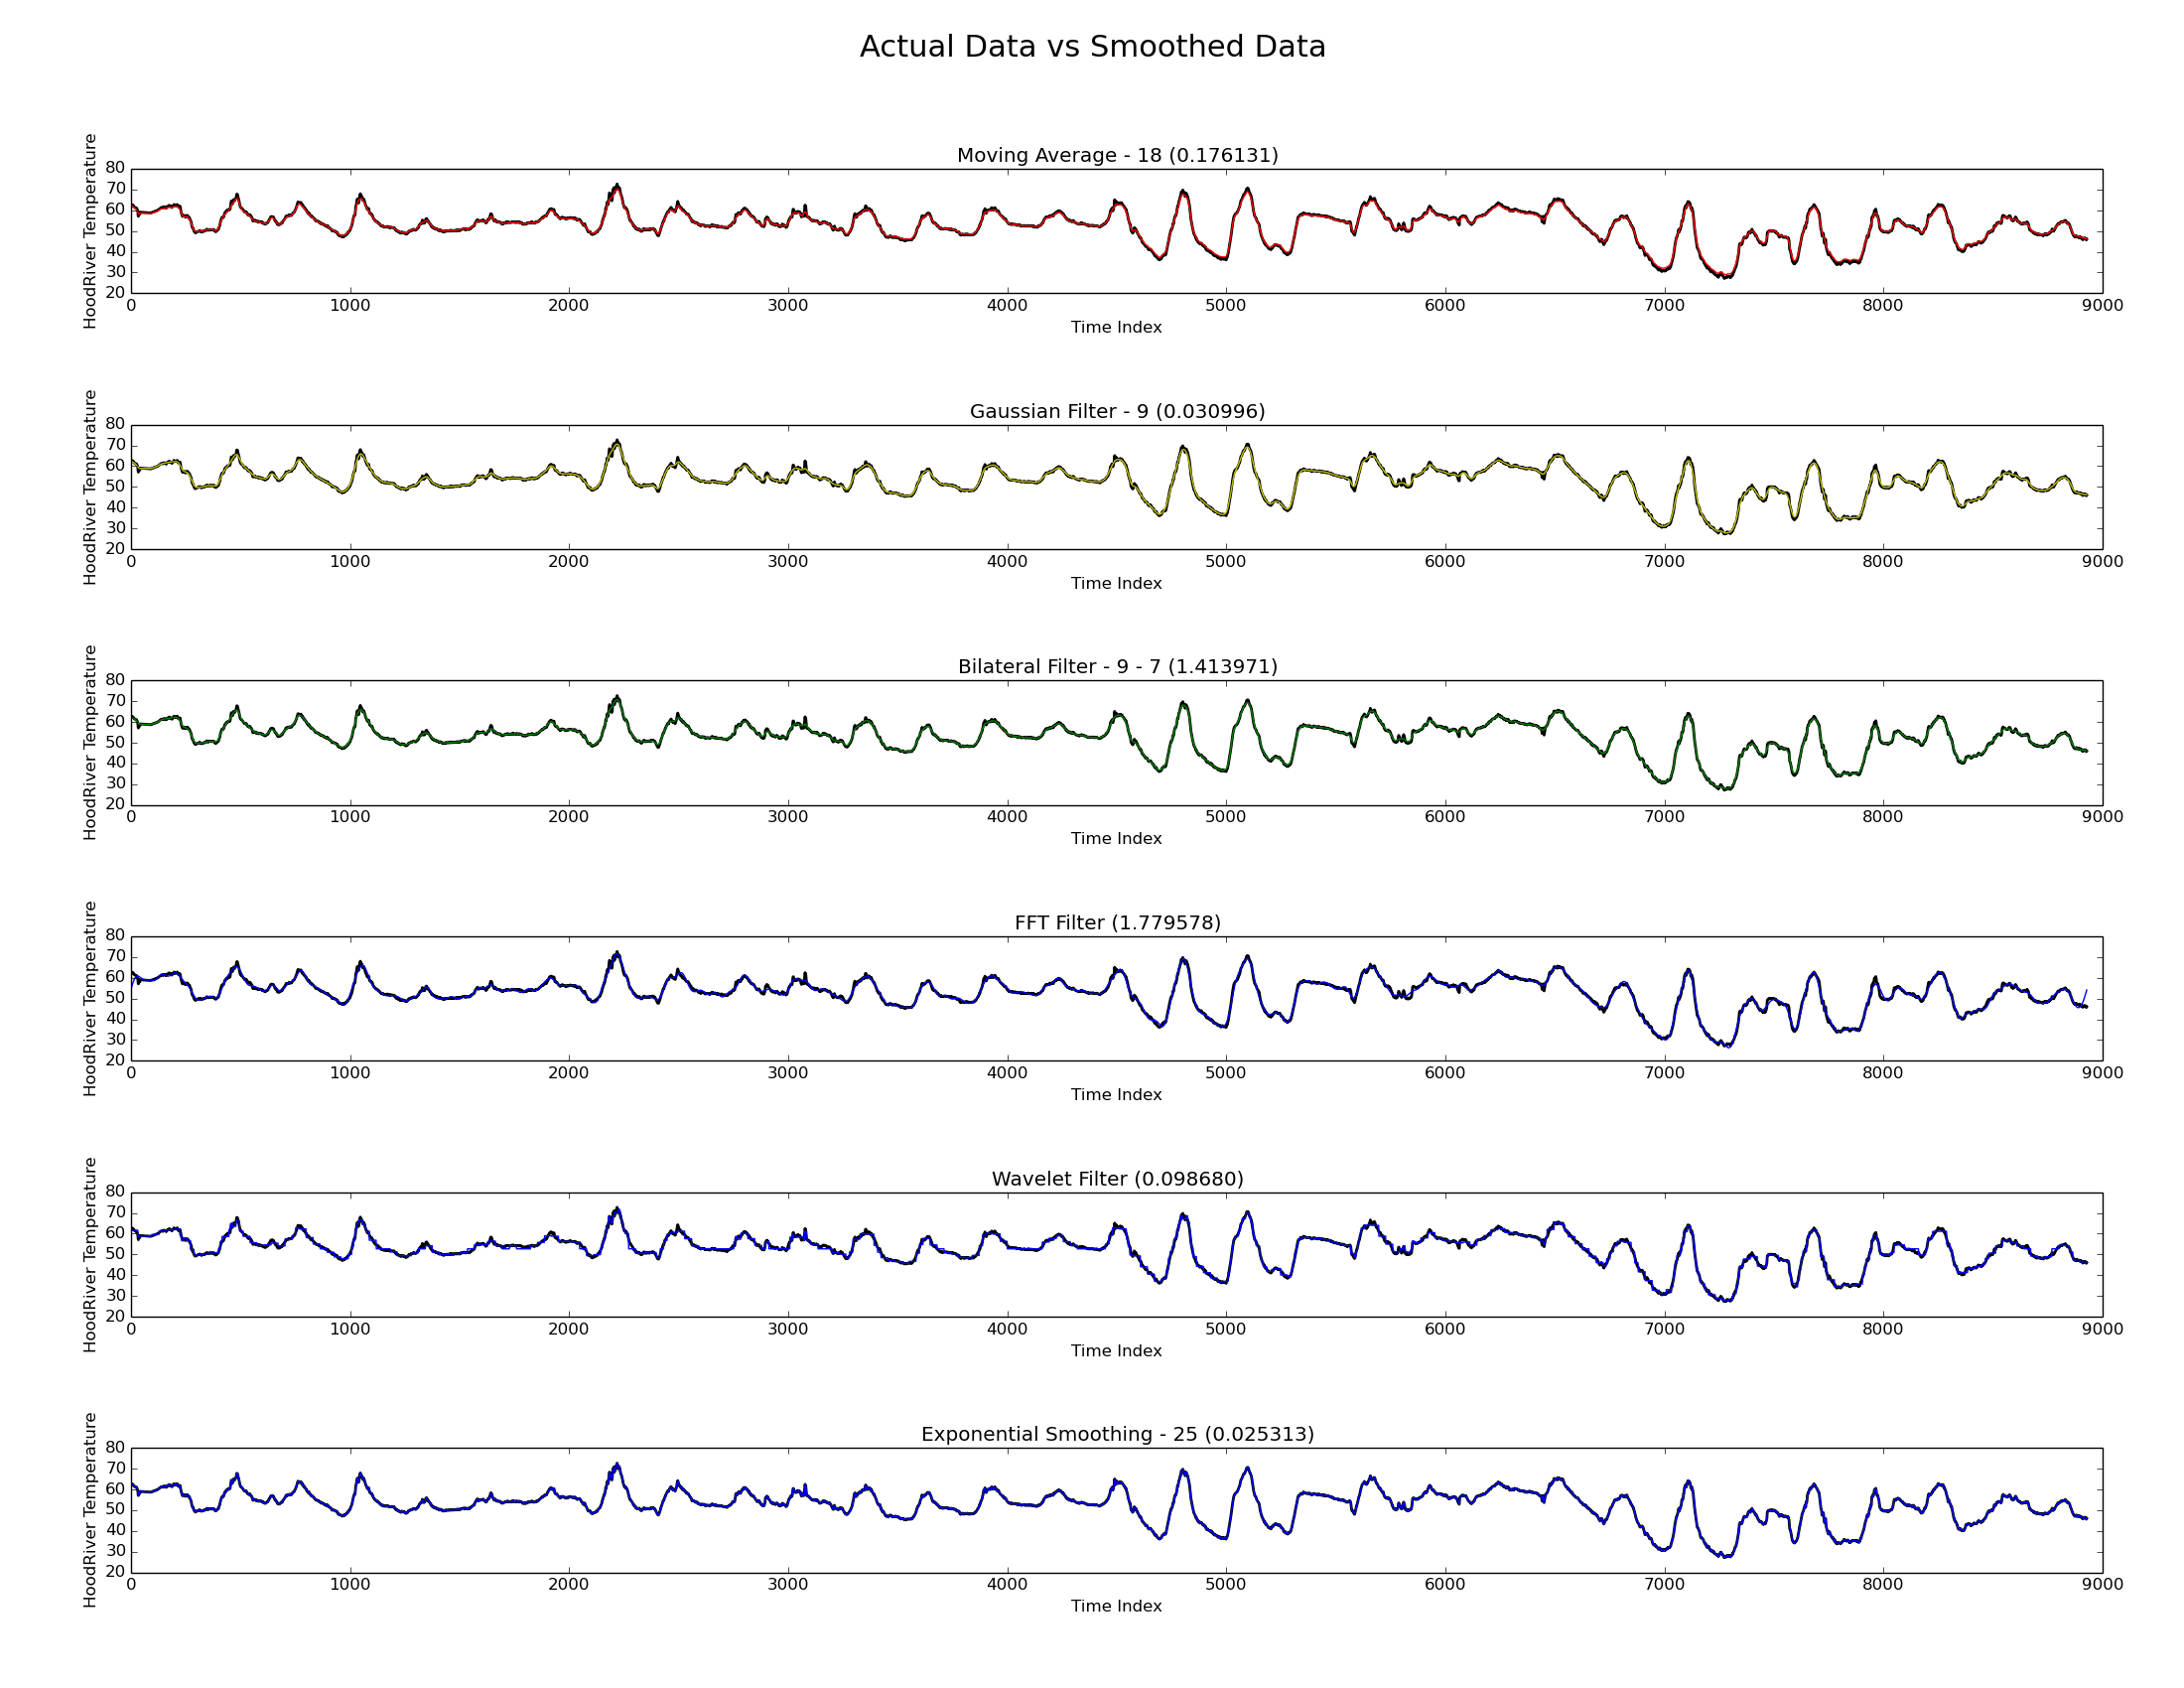 Actual Data vs Smoothed Data
Moving Average - 18 (0.176131)
HoodRiver Temperature
80
70
60
50
40
30
20
0 1000 2000 3000 4000 5000 6000 7000 8000 9000
Time Index
Gaussian Filter - 9 (0.030996)
HoodRiver Temperature
80
70
60
50
40
30
20
0 1000 2000 3000 4000 5000 6000 7000 8000 9000
Time Index
Bilateral Filter - 9 - 7 (1.413971)
HoodRiver Temperature
80
70
60
50
40
30
20
0 1000 2000 3000 4000 5000 6000 7000 8000 9000
Time Index
FFT Filter (1.779578)
HoodRiver Temperature
80
70
60
50
40
30
20
0 1000 2000 3000 4000 5000 6000 7000 8000 9000
Time Index
Wavelet Filter (0.098680)
HoodRiver Temperature
80
70
60
50
40
30
20
0 1000 2000 3000 4000 5000 6000 7000 8000 9000
Time Index
Exponential Smoothing - 25 (0.025313)
HoodRiver Temperature
80
70
60
50
40
30
20
0 1000 2000 3000 4000 5000 6000 7000 8000 9000
Time Index